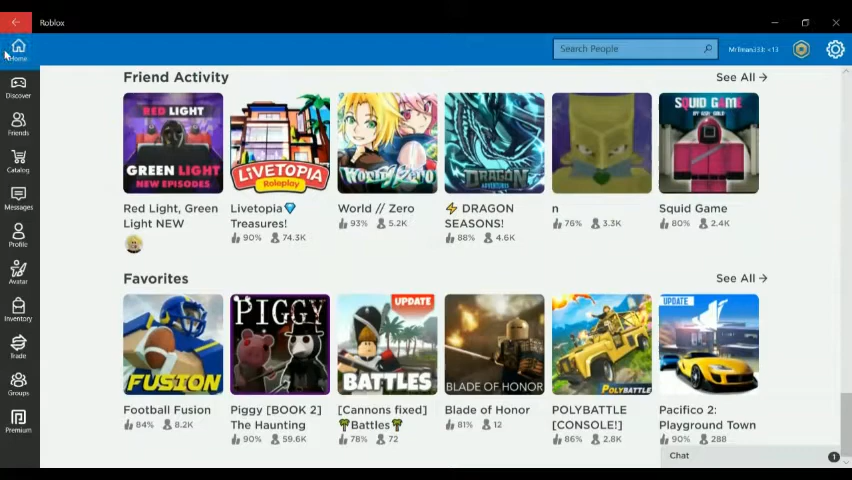 Roblox
Search People
Home
Discover
Friends
Catalog
Messages
Profile
Avatar
Inventory
Trade
Groups
Premium
Friend Activity
See All →
RED LIGHT
GREEN LIGHT
NEW EPISODES
LIVETOPIA
Roleplay
World//Zero
DRAGON
ADVENTURES
SQUID GAME
Red Light, Green
Light NEW
Livetopia💎
Treasures!
90% 74.3K
World // Zero
93% 5.2K
⚡ DRAGON
SEASONS!
88% 4.6K
n
76% 3.3K
Squid Game
80% 2.4K
Favorites
See All →
FUSION
PIGGY
UPDATE
BATTLES
BLADE OF HONOR
POLYBATTLE
UPDATE
Football Fusion
84% 8.2K
Piggy [BOOK 2]
The Haunting
90% 59.6K
[Cannons fixed]
🌴Battles🌴
78% 72
Blade of Honor
81% 12
POLYBATTLE
[CONSOLE!]
86% 2.8K
Pacifico 2:
Playground Town
90% 288
Chat
1